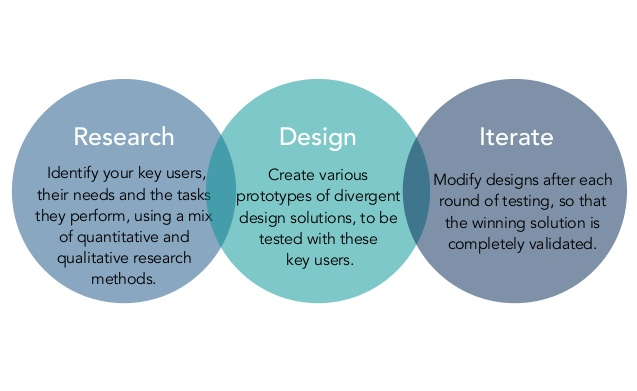 Research
Identify your key users,
their needs and the tasks
they perform, using a mix
of quantitative and
qualitative research
methods.
Design
Create various
prototypes of divergent
design solutions, to be
tested with these
key users.
Iterate
Modify designs after each
round of testing, so that
the winning solution is
completely validated.